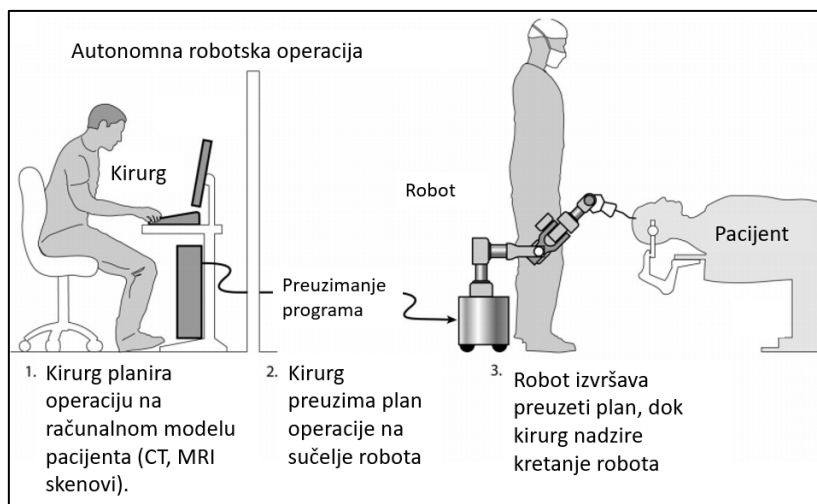 Autonomna robotska operacija
Kirurg
Robot
Pacijent
Preuzimanje
programa
1. Kirurg planira
operaciju na
računalnom modelu
pacijenta (CT, MRI
skenovi).
2. Kirurg
preuzima plan
operacije na
sučelje robota
3. Robot izvršava
preuzeti plan, dok
kirurg nadzire
kretanje robota